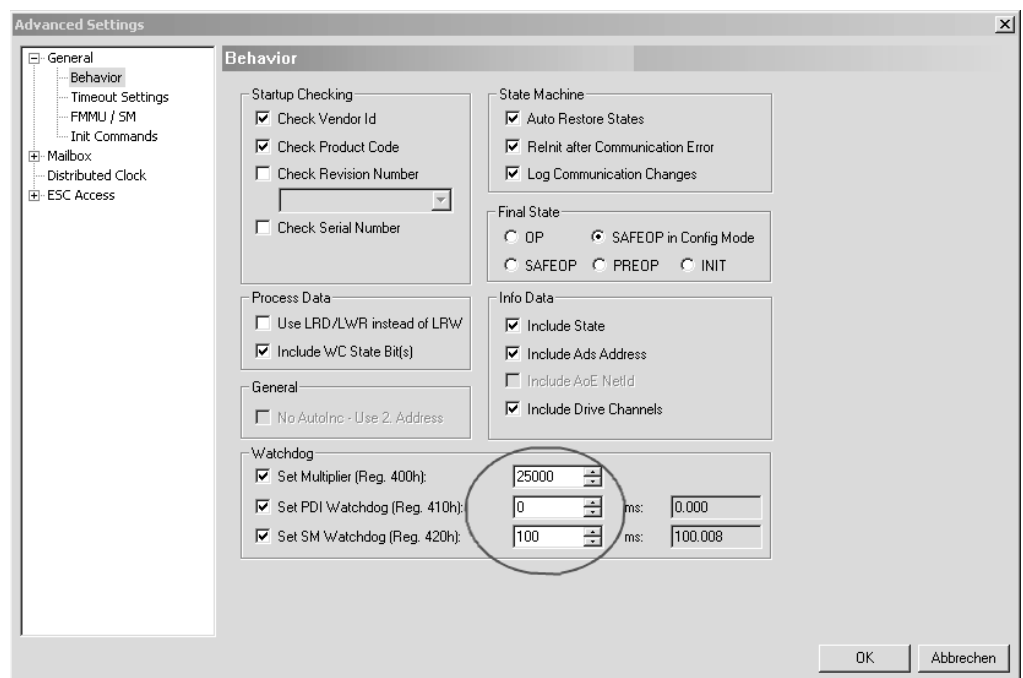 Advanced Settings
General
Behavior
Timeout Settings
FMMU / SM
Init Commands
Mailbox
Distributed Clock
ESC Access
Behavior
Startup Checking
Check Vendor Id
Check Product Code
Check Revision Number
Check Serial Number
State Machine
Auto Restore States
ReInit after Communication Error
Log Communication Changes
Final State
OP
SAFEOP in Config Mode
SAFEOP
PREOP
INIT
Process Data
Use LRD/LWR instead of LRW
Include WC State Bit(s)
General
No AutoInc - Use 2. Address
Info Data
Include State
Include Ads Address
Include AoE NetId
Include Drive Channels
Watchdog
Set Multiplier (Reg. 400h): 25000
Set PDI Watchdog (Reg. 410h): 0 ms: 0.000
Set SM Watchdog (Reg. 420h): 100 ms: 100.008
OK
Abbrechen